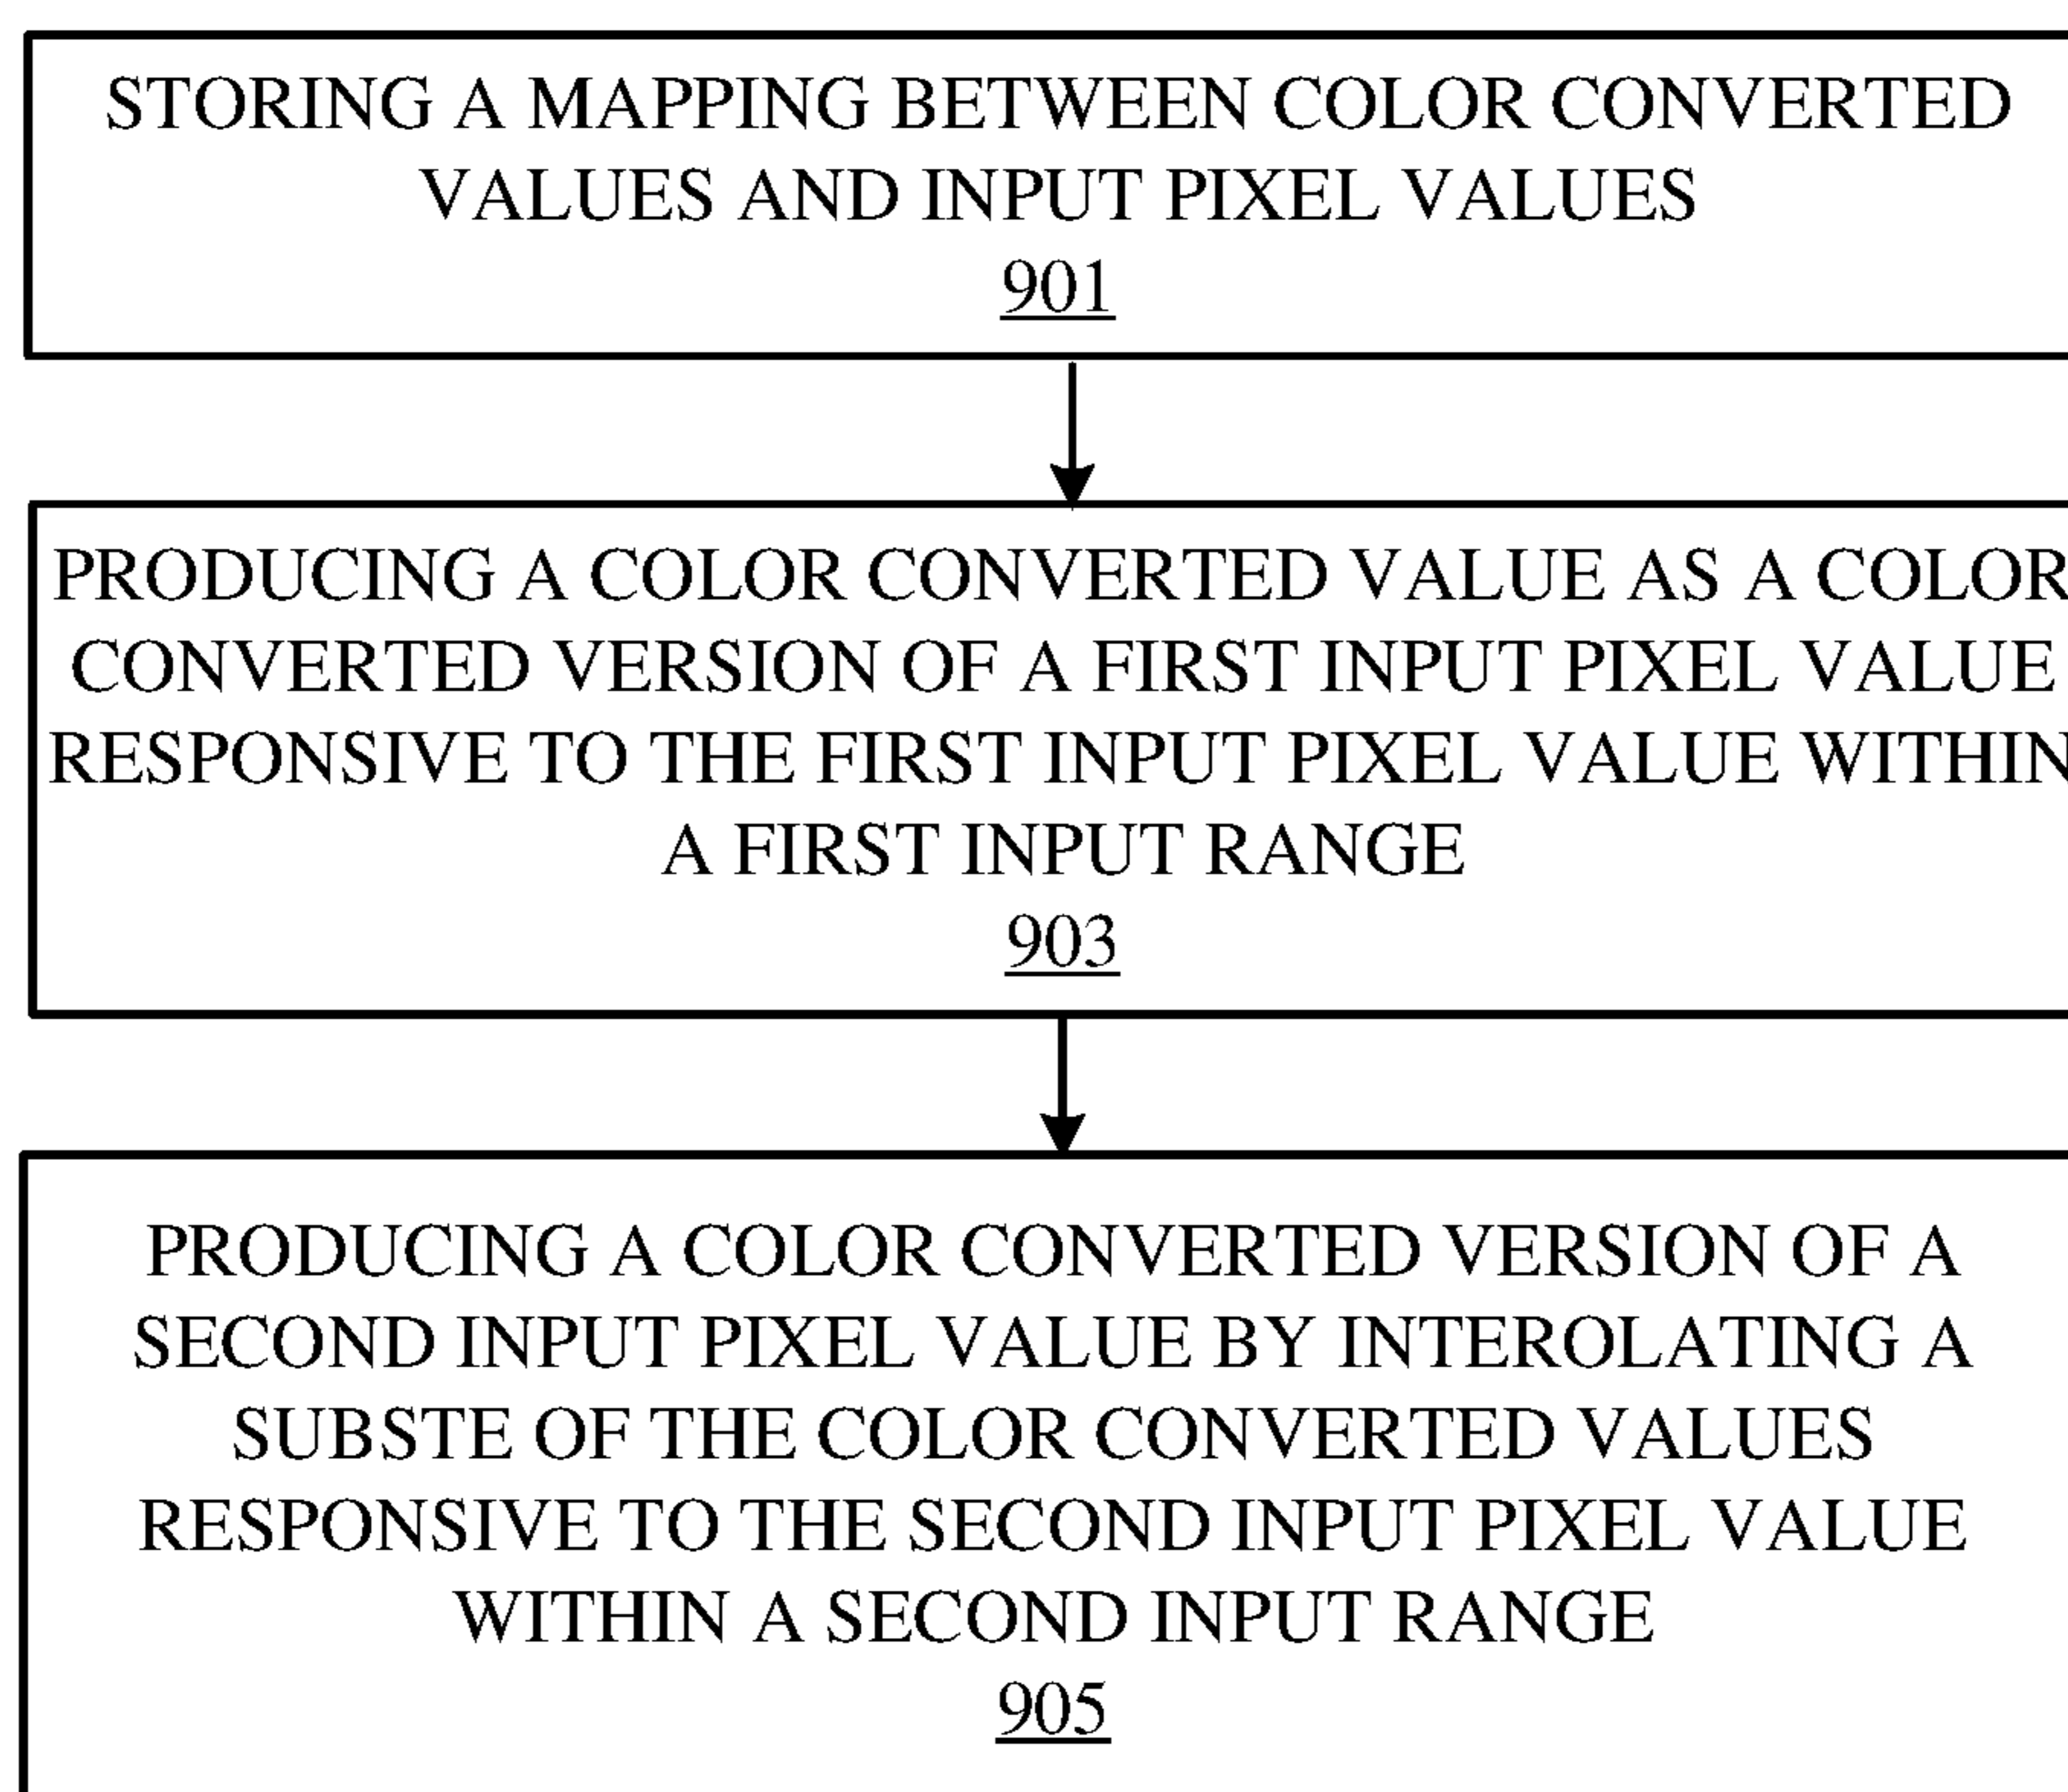 STORING A MAPPING BETWEEN COLOR CONVERTED
VALUES AND INPUT PIXEL VALUES
901
PRODUCING A COLOR CONVERTED VALUE AS A COLOR
CONVERTED VERSION OF A FIRST INPUT PIXEL VALUE
RESPONSIVE TO THE FIRST INPUT PIXEL VALUE WITHIN
A FIRST INPUT RANGE
903
PRODUCING A COLOR CONVERTED VERSION OF A
SECOND INPUT PIXEL VALUE BY INTEROLATING A
SUBSTE OF THE COLOR CONVERTED VALUES
RESPONSIVE TO THE SECOND INPUT PIXEL VALUE
WITHIN A SECOND INPUT RANGE
905